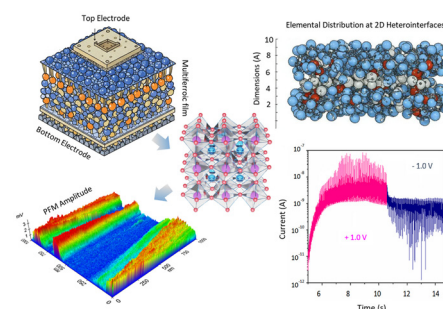 Top Electrode
Bottom Electrode
Multiferroic film
PFM Amplitude
mV
Elemental Distribution at 2D Heterointerfaces
Dimensions (A)
10
8
6
4
2
Current (A)
- 1.0 V
+ 1.0 V
6
8
10
12
14
Time (s)